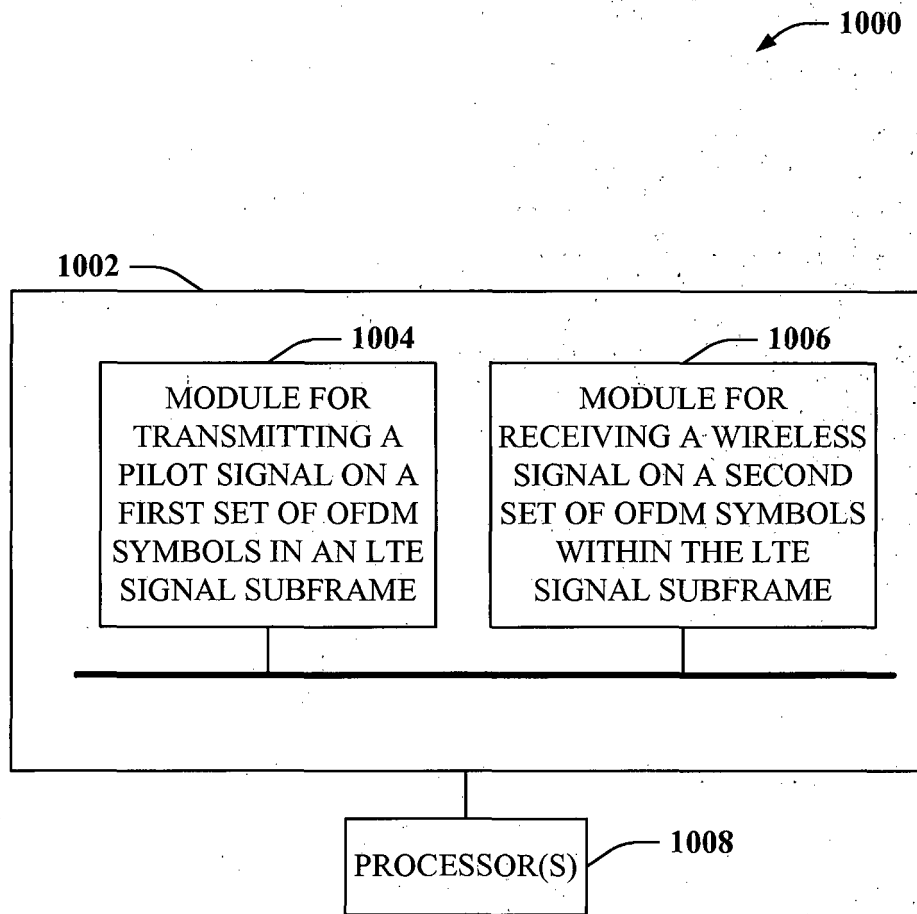 1000
1002
1004
1006
MODULE FOR
TRANSMITTING A
PILOT SIGNAL ON A
FIRST SET OF OFDM
SYMBOLS IN AN LTE
SIGNAL SUBFRAME
MODULE FOR
RECEIVING A WIRELESS
SIGNAL ON A SECOND
SET OF OFDM SYMBOLS
WITHIN THE LTE
SIGNAL SUBFRAME
PROCESSOR(S)
1008